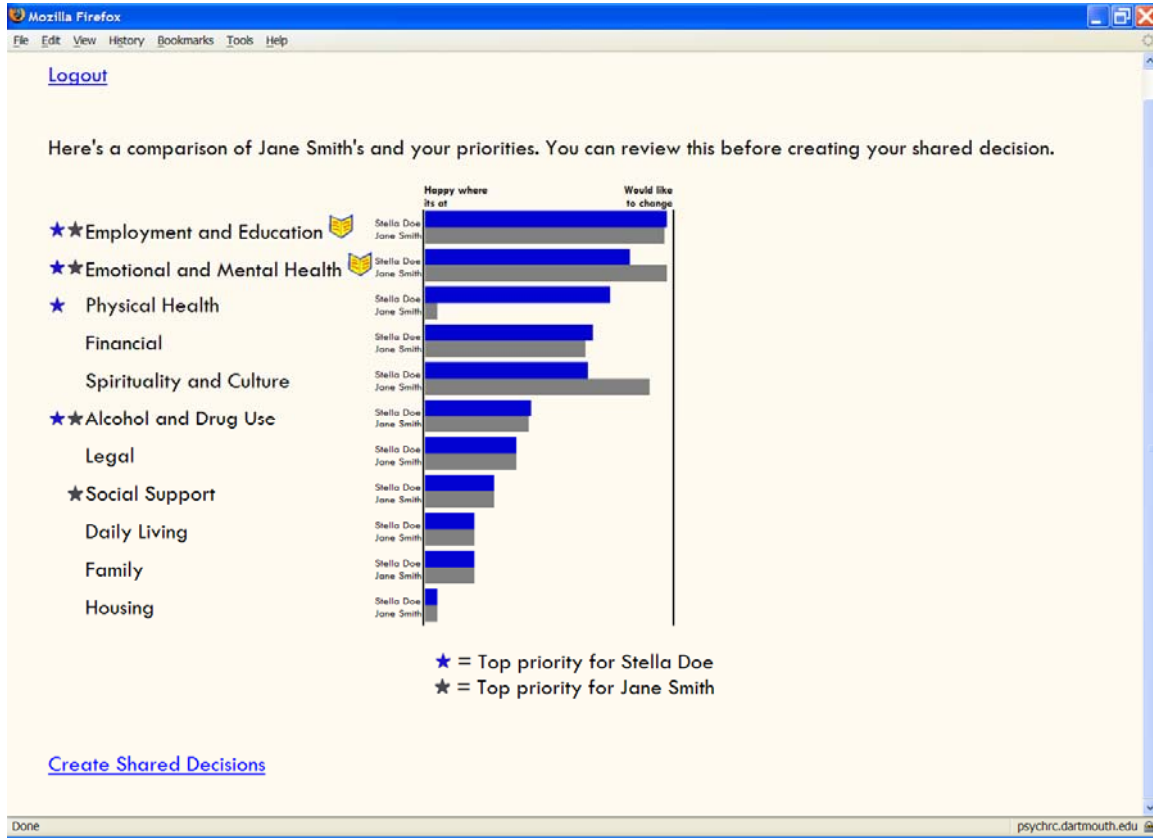 Mozilla Firefox
File Edit View History Bookmarks Tools Help
Logout
Here's a comparison of Jane Smith's and your priorities. You can review this before creating your shared decision.
Happy where Would like
its at to change
Employment and Education
Stella Doe
Jane Smith
Emotional and Mental Health
Stella Doe
Jane Smith
Physical Health
Stella Doe
Jane Smith
Financial
Stella Doe
Jane Smith
Spirituality and Culture
Stella Doe
Jane Smith
Alcohol and Drug Use
Stella Doe
Jane Smith
Legal
Stella Doe
Jane Smith
Social Support
Stella Doe
Jane Smith
Daily Living
Stella Doe
Jane Smith
Family
Stella Doe
Jane Smith
Housing
Stella Doe
Jane Smith
★ = Top priority for Stella Doe
★ = Top priority for Jane Smith
Create Shared Decisions
Done psychrc.dartmouth.edu